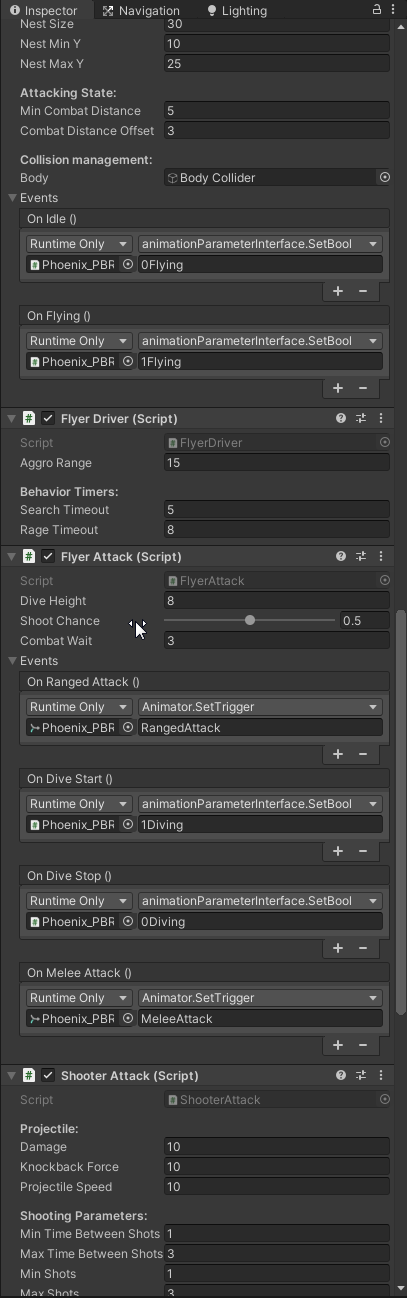 Inspector Navigation Lighting
Nest Size 30
Nest Min Y 10
Nest Max Y 25
Attacking State:
Min Combat Distance 5
Combat Distance Offset 3
Collision management:
Body Body Collider
Events
On Idle ()
Runtime Only animationParameterInterface.SetBool
Phoenix_PBR 0Flying
+ −
On Flying ()
Runtime Only animationParameterInterface.SetBool
Phoenix_PBR 1Flying
+ −
# Flyer Driver (Script)
Script FlyerDriver
Aggro Range 15
Behavior Timers:
Search Timeout 5
Rage Timeout 8
# Flyer Attack (Script)
Script FlyerAttack
Dive Height 8
Shoot Chance 0.5
Combat Wait 3
Events
On Ranged Attack ()
Runtime Only Animator.SetTrigger
Phoenix_PBR RangedAttack
+ −
On Dive Start ()
Runtime Only animationParameterInterface.SetBool
Phoenix_PBR 1Diving
+ −
On Dive Stop ()
Runtime Only animationParameterInterface.SetBool
Phoenix_PBR 0Diving
+ −
On Melee Attack ()
Runtime Only Animator.SetTrigger
Phoenix_PBR MeleeAttack
+ −
# Shooter Attack (Script)
Script ShooterAttack
Projectile:
Damage 10
Knockback Force 10
Projectile Speed 10
Shooting Parameters:
Min Time Between Shots 1
Max Time Between Shots 3
Min Shots 1
Max Shots 3